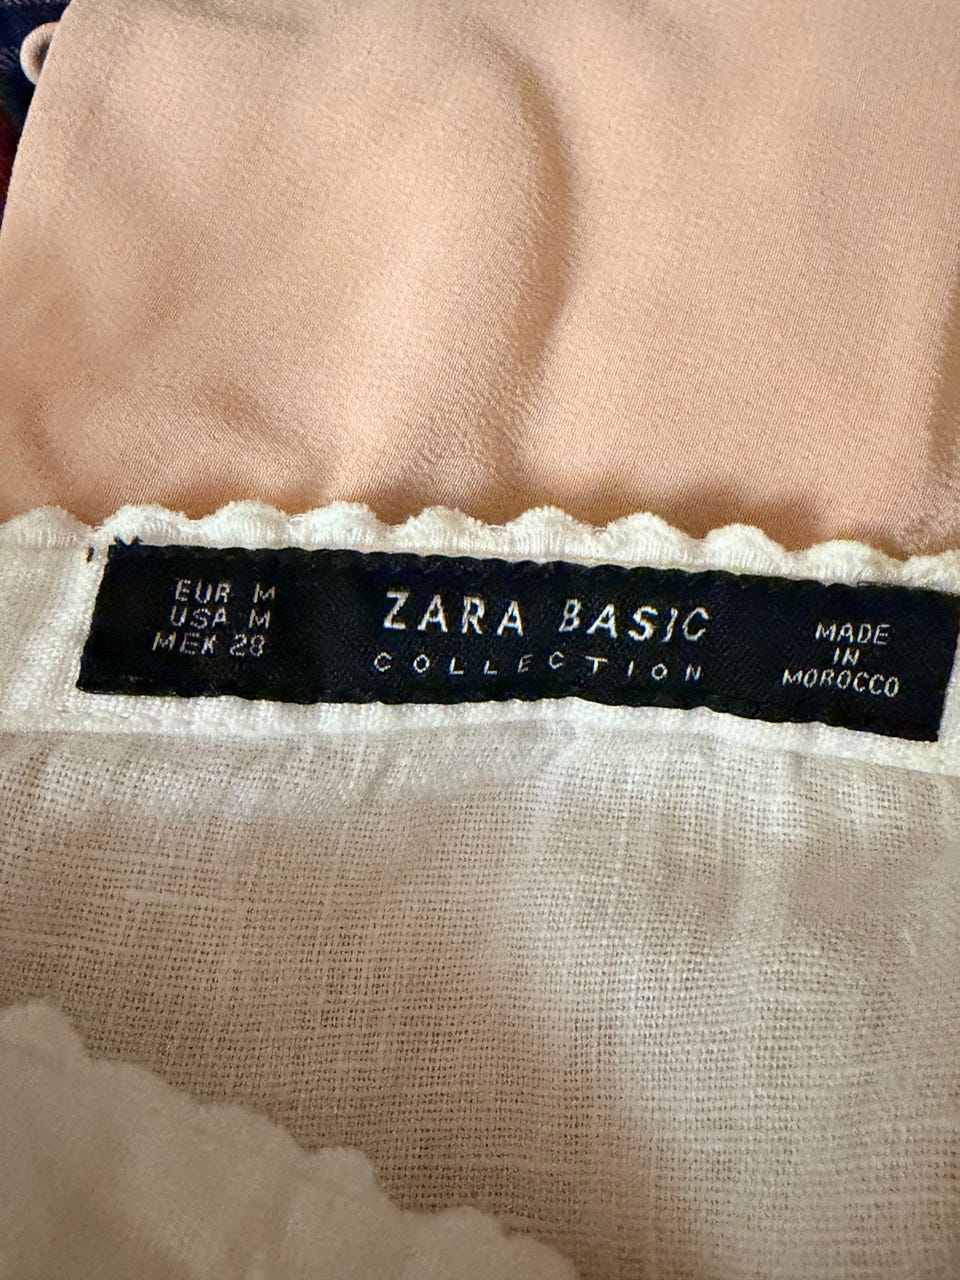 EUR M
USA M
MEX 28
ZARA BASIC
COLLECTION
MADE
IN
MOROCCO